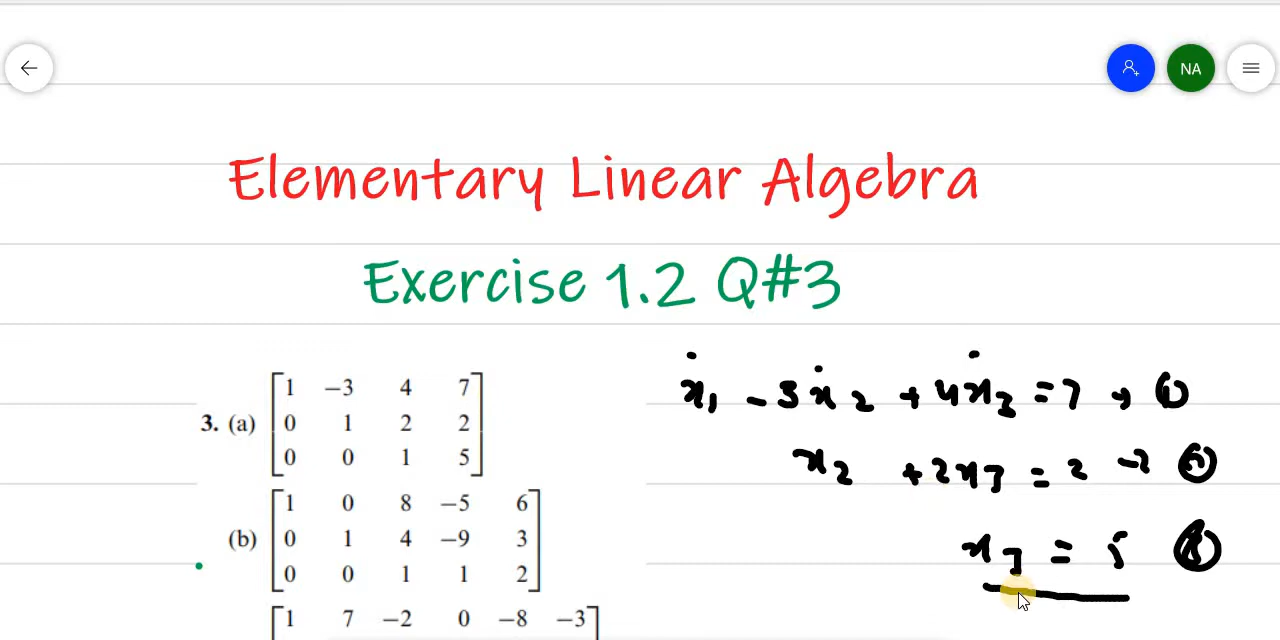 NA
Elementary Linear Algebra
Exercise 1.2 Q#3
3. (a)
1 −3 4 7
0 1 2 2
0 0 1 5
(b)
1 0 8 −5 6
0 1 4 −9 3
0 0 1 1 2
1 7 −2 0 −8 −3
x₁ - 3x₂ + 4x₃ = 7 → ①
x₂ + 2x₃ = 2 →
x₃ = 5